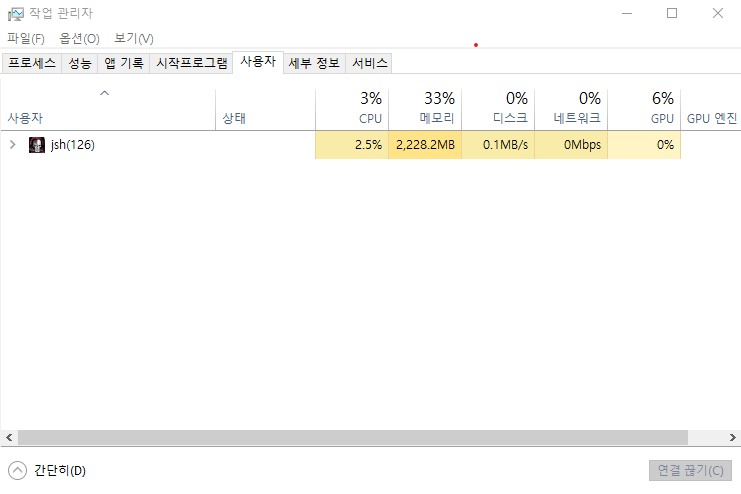 작업 관리자
파일(F) 옵션(O) 보기(V)
프로세스 성능 앱 기록 시작프로그램 사용자 세부 정보 서비스
3% 33% 0% 0% 6%
사용자 상태 CPU 메모리 디스크 네트워크 GPU GPU 엔진
jsh(126) 2.5% 2,228.2MB 0.1MB/s 0Mbps 0%
간단히(D) 연결 끊기(C)